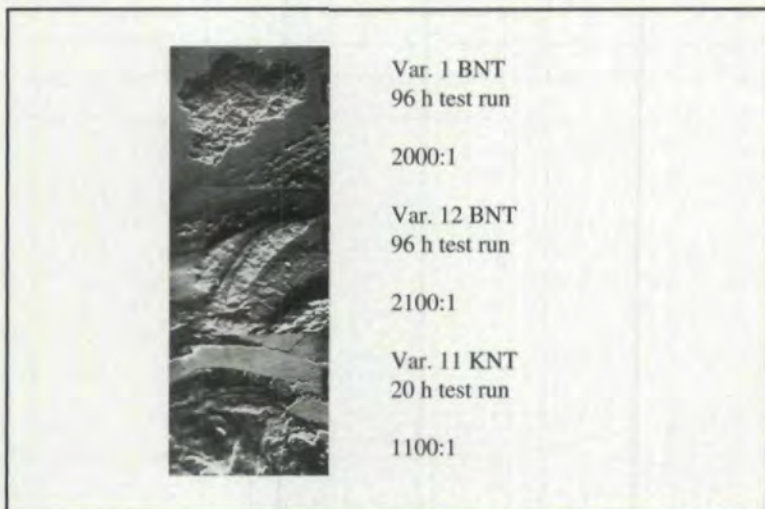 Var. 1 BNT
96 h test run
2000:1
Var. 12 BNT
96 h test run
2100:1
Var. 11 KNT
20 h test run
1100:1